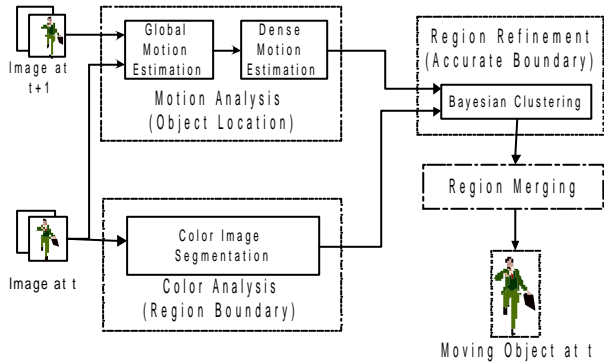 Image at
t+1
Global
Motion
Estimation
Dense
Motion
Estimation
Motion Analysis
(Object Location)
Region Refinement
(Accurate Boundary)
Bayesian Clustering
Region Merging
Image at t
Color Image
Segmentation
Color Analysis
(Region Boundary)
Moving Object at t